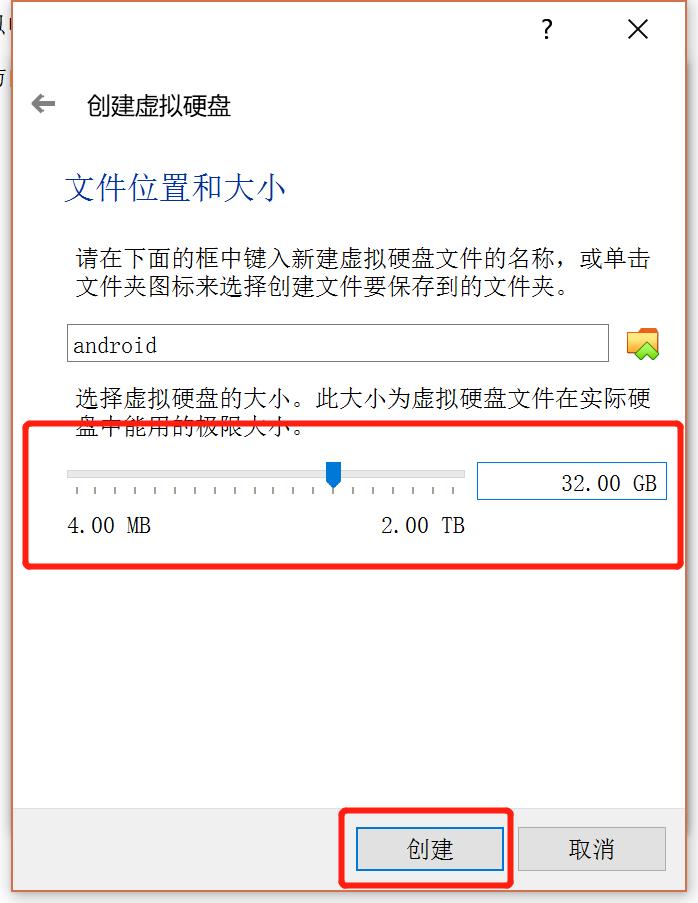 ?
创建虚拟硬盘
文件位置和大小
请在下面的框中键入新建虚拟硬盘文件的名称，或单击
文件夹图标来选择创建文件要保存到的文件夹。
android
选择虚拟硬盘的大小。此大小为虚拟硬盘文件在实际硬
盘中能用的极限大小。
32.00 GB
4.00 MB 2.00 TB
创建 取消